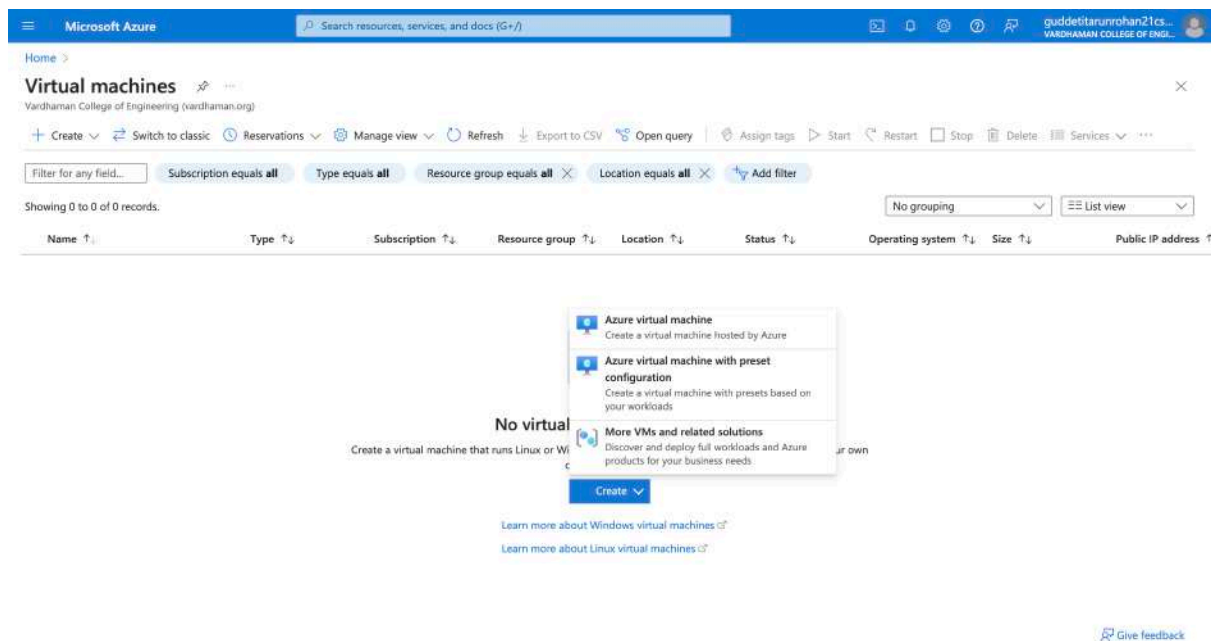 Microsoft Azure
Search resources, services, and docs (G+/)
guddetitarunrohan21cs...
VARDHAMAN COLLEGE OF ENGI...
Home >
Virtual machines
Vardhaman College of Engineering (vardhaman.org)
+ Create Switch to classic Reservations Manage view Refresh Export to CSV Open query Assign tags Start Restart Stop Delete Services ...
Filter for any field... Subscription equals all Type equals all Resource group equals all Location equals all Add filter
Showing 0 to 0 of 0 records.
No grouping List view
Name Type Subscription Resource group Location Status Operating system Size Public IP address
Azure virtual machine
Create a virtual machine hosted by Azure
Azure virtual machine with preset
configuration
Create a virtual machine with presets based on
your workloads
More VMs and related solutions
Discover and deploy full workloads and Azure
products for your business needs
No virtual
Create a virtual machine that runs Linux or Wi ur own
Create
Learn more about Windows virtual machines
Learn more about Linux virtual machines
Give feedback